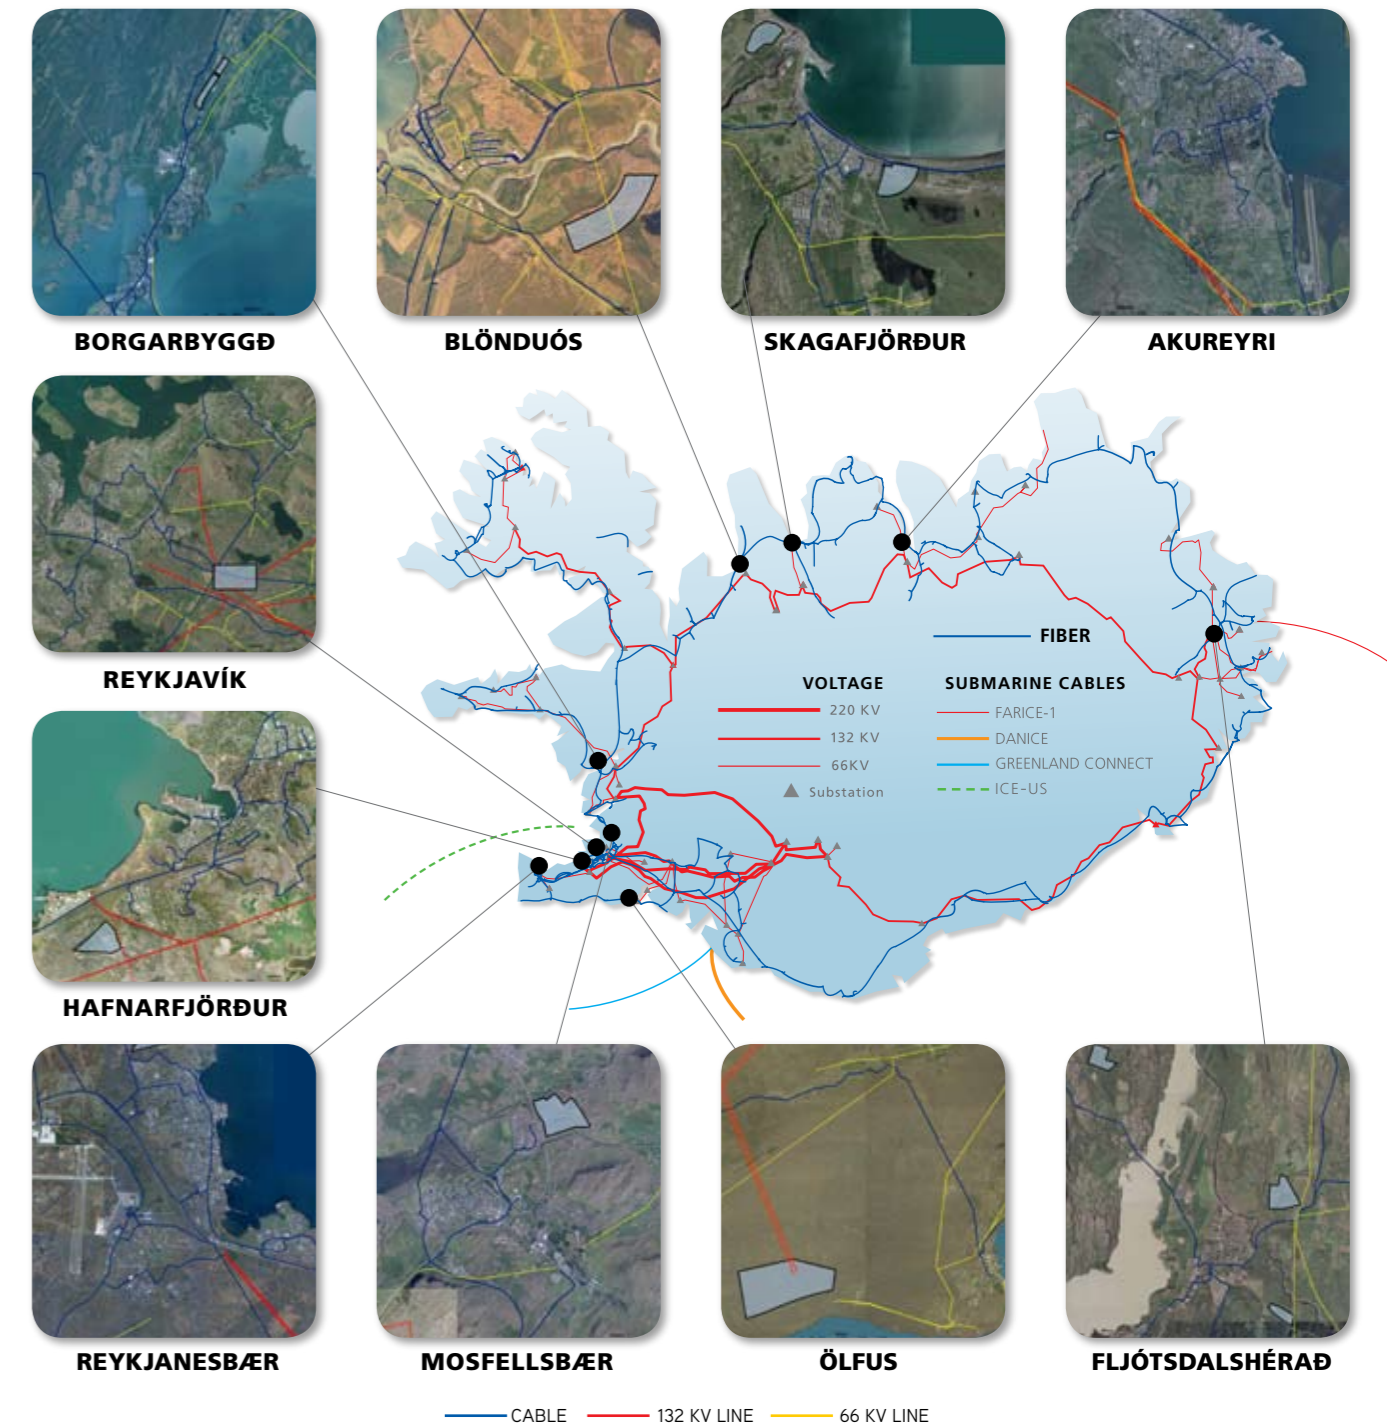 BORGARBYGGÐ
BLÖNDUÓS
SKAGAFJÖRÐUR
AKUREYRI
REYKJAVÍK
FIBER
VOLTAGE
220 KV
132 KV
66KV
Substation
SUBMARINE CABLES
FARICE-1
DANICE
GREENLAND CONNECT
ICE-US
HAFNARFJÖRÐUR
REYKJANESBÆR
MOSFELLSBÆR
ÖLFUS
FLJÓTSDALSHÉRAÐ
CABLE 132 KV LINE 66 KV LINE